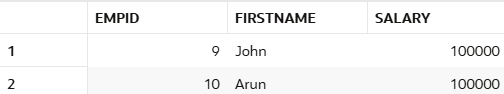 EMPID FIRSTNAME SALARY
1 9 John 100000
2 10 Arun 100000